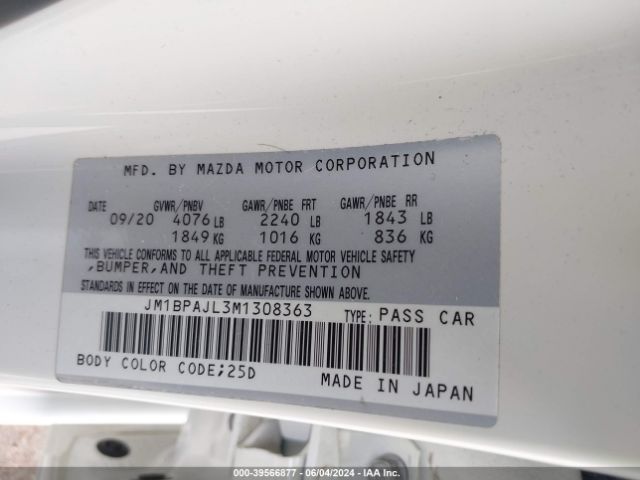 MFD. BY MAZDA MOTOR CORPORATION
DATE GVWR/PNBV GAWR/PNBE FRT GAWR/PNBE RR
09/20 4076 LB 2240 LB 1843 LB
1849 KG 1016 KG 836 KG
THIS VEHICLE CONFORMS TO ALL APPLICABLE FEDERAL MOTOR VEHICLE SAFETY
,BUMPER,AND THEFT PREVENTION
STANDARDS IN EFFECT ON THE DATE OF MANUFACTURE SHOWN ABOVE.
JM1BPAJL3M1308363 TYPE: PASS CAR
BODY COLOR CODE;25D MADE IN JAPAN
000-39566877 - 06/04/2024 - IAA Inc.